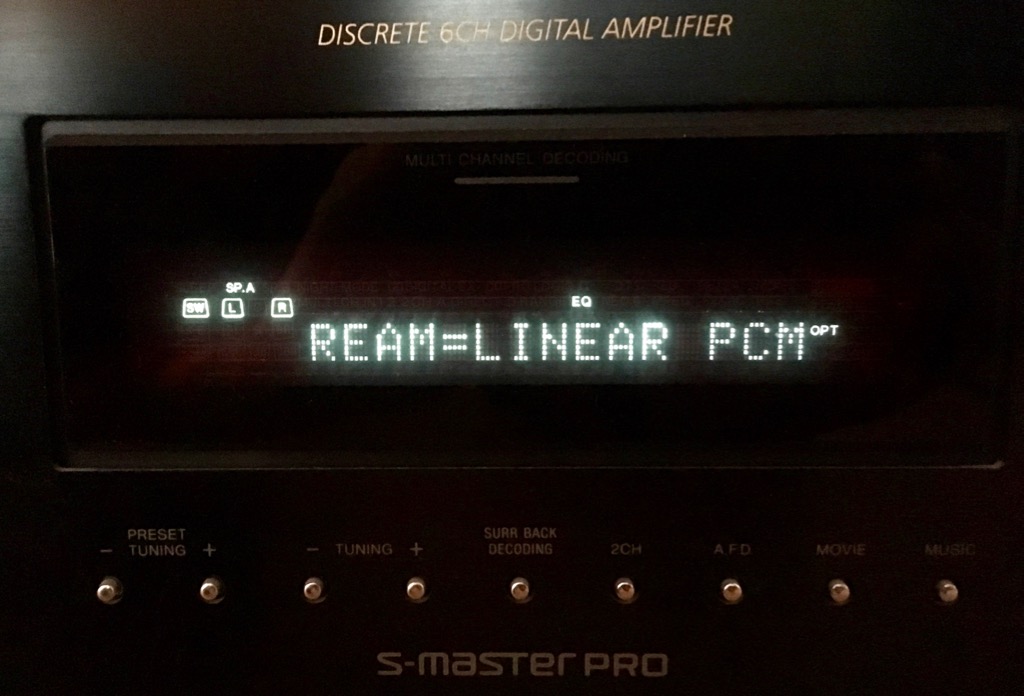 DISCRETE 6CH DIGITAL AMPLIFIER
MULTI CHANNEL DECODING
SP.A
SW L R
EQ
REAM=LINEAR PCM OPT
PRESET
- TUNING +
- TUNING +
SURR BACK
DECODING
2CH
A.F.D
MOVIE
MUSIC
S-master PRO